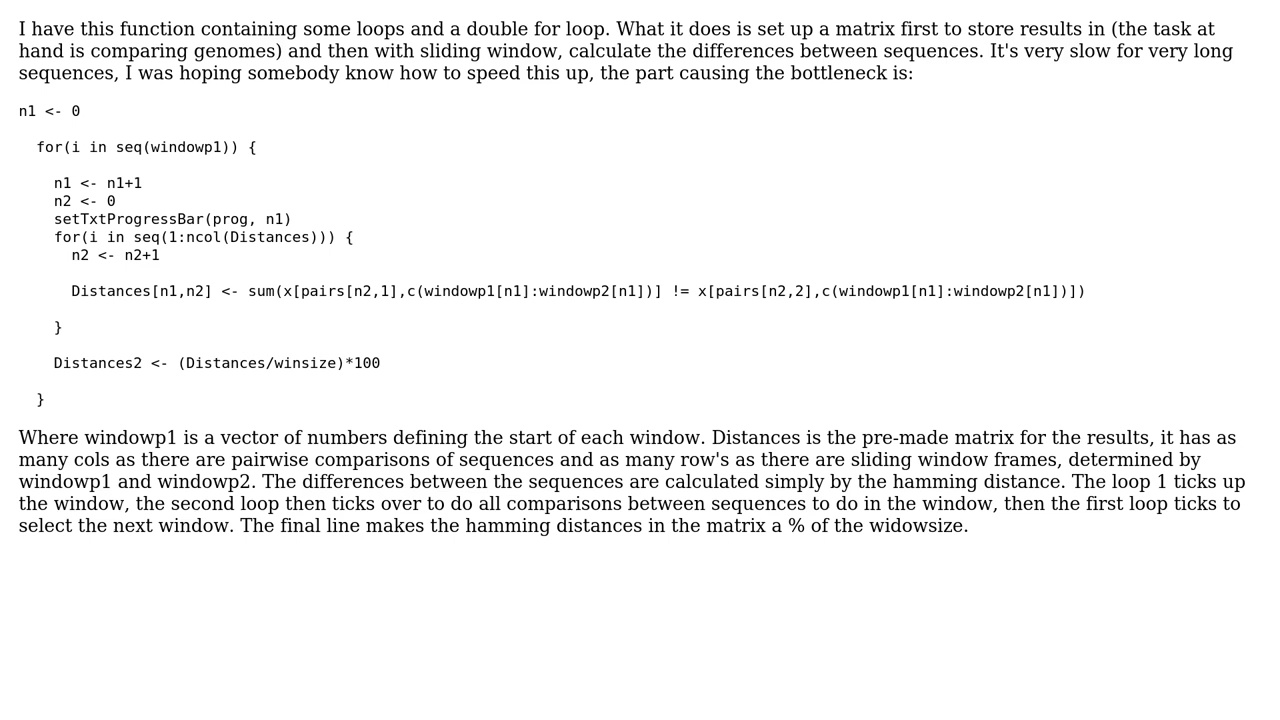 I have this function containing some loops and a double for loop. What it does is set up a matrix first to store results in (the task at
hand is comparing genomes) and then with sliding window, calculate the differences between sequences. It's very slow for very long
sequences, I was hoping somebody know how to speed this up, the part causing the bottleneck is:
n1 <- 0
for(i in seq(windowp1)) {
n1 <- n1+1
n2 <- 0
setTxtProgressBar(prog, n1)
for(i in seq(1:ncol(Distances))) {
n2 <- n2+1
Distances[n1,n2] <- sum(x[pairs[n2,1],c(windowp1[n1]:windowp2[n1])] != x[pairs[n2,2],c(windowp1[n1]:windowp2[n1])])
}
Distances2 <- (Distances/winsize)*100
}
Where windowp1 is a vector of numbers defining the start of each window. Distances is the pre-made matrix for the results, it has as
many cols as there are pairwise comparisons of sequences and as many row's as there are sliding window frames, determined by
windowp1 and windowp2. The differences between the sequences are calculated simply by the hamming distance. The loop 1 ticks up
the window, the second loop then ticks over to do all comparisons between sequences to do in the window, then the first loop ticks to
select the next window. The final line makes the hamming distances in the matrix a % of the widowsize.